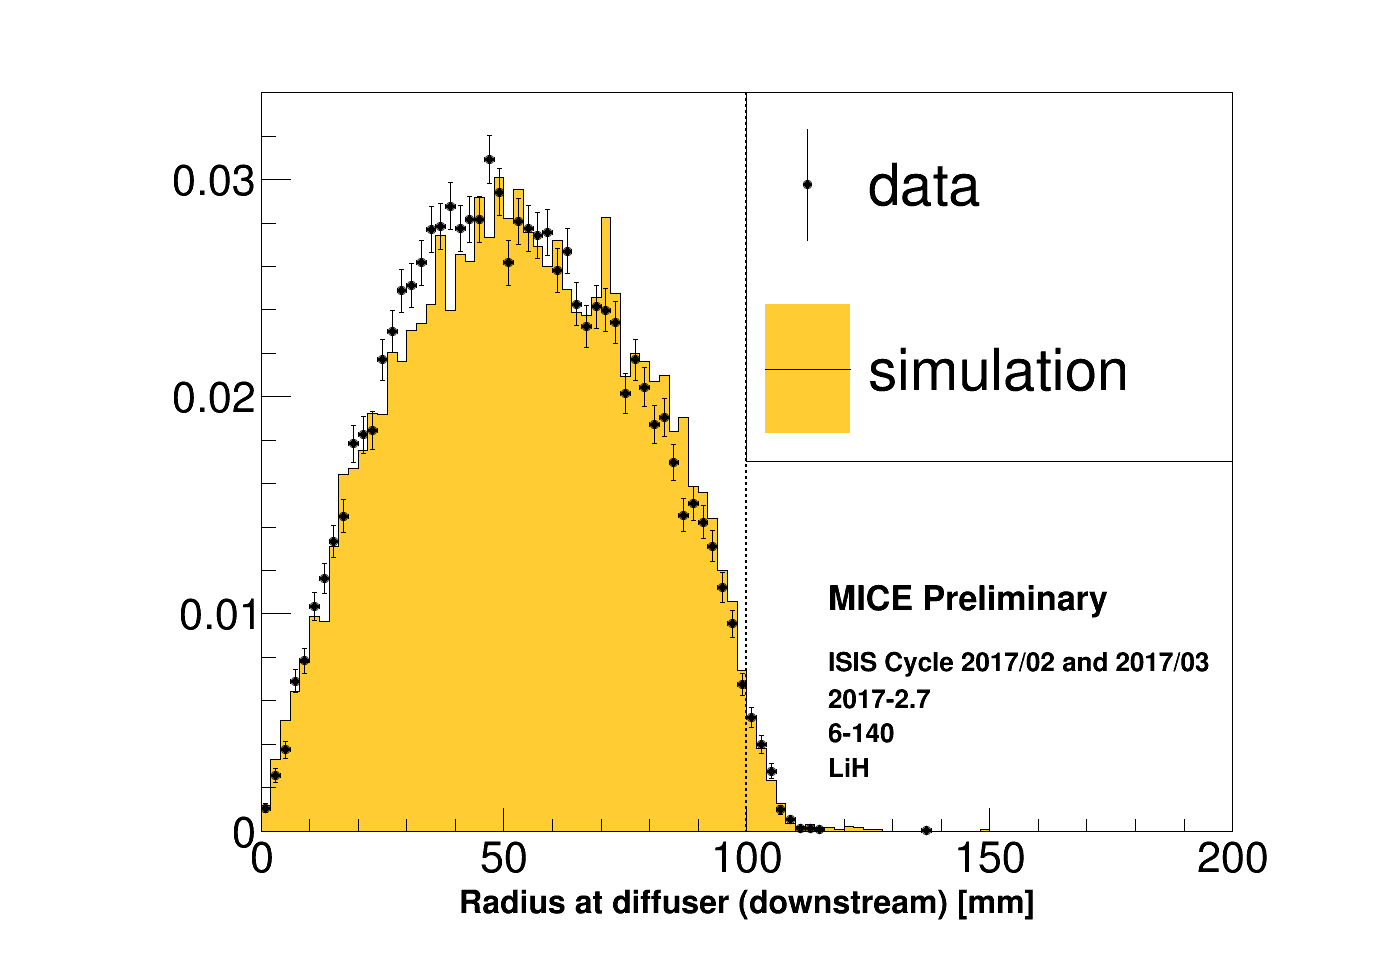 0.03
0.02
0.01
0
0 50 100 150 200
Radius at diffuser (downstream) [mm]
data
simulation
MICE Preliminary
ISIS Cycle 2017/02 and 2017/03
2017-2.7
6-140
LiH